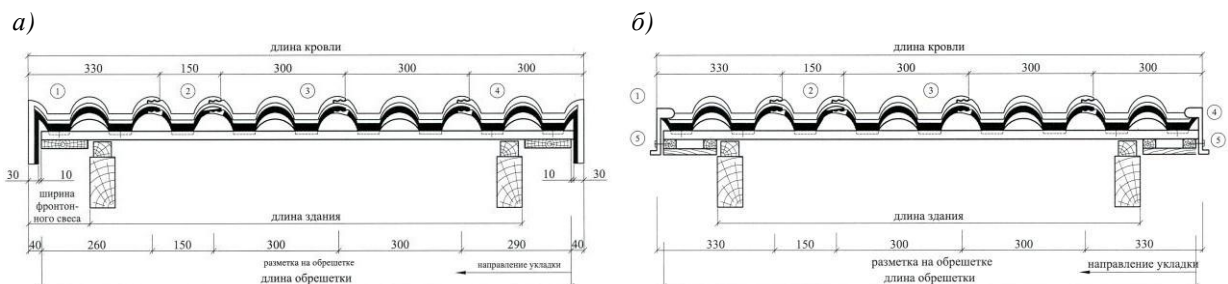 а)
длина кровли
330 150 300 300 300
1 2 3 4
30 10 10 30
ширина
фронтон-
ного свеса
длина здания
40 260 150 300 300 290 40
разметка на обрешетке
направление укладки
длина обрешетки
б)
длина кровли
330 150 300 300 300
1 2 3 4
5 5
длина здания
330 150 300 300 330
разметка на обрешетке
направление укладки
длина обрешетки